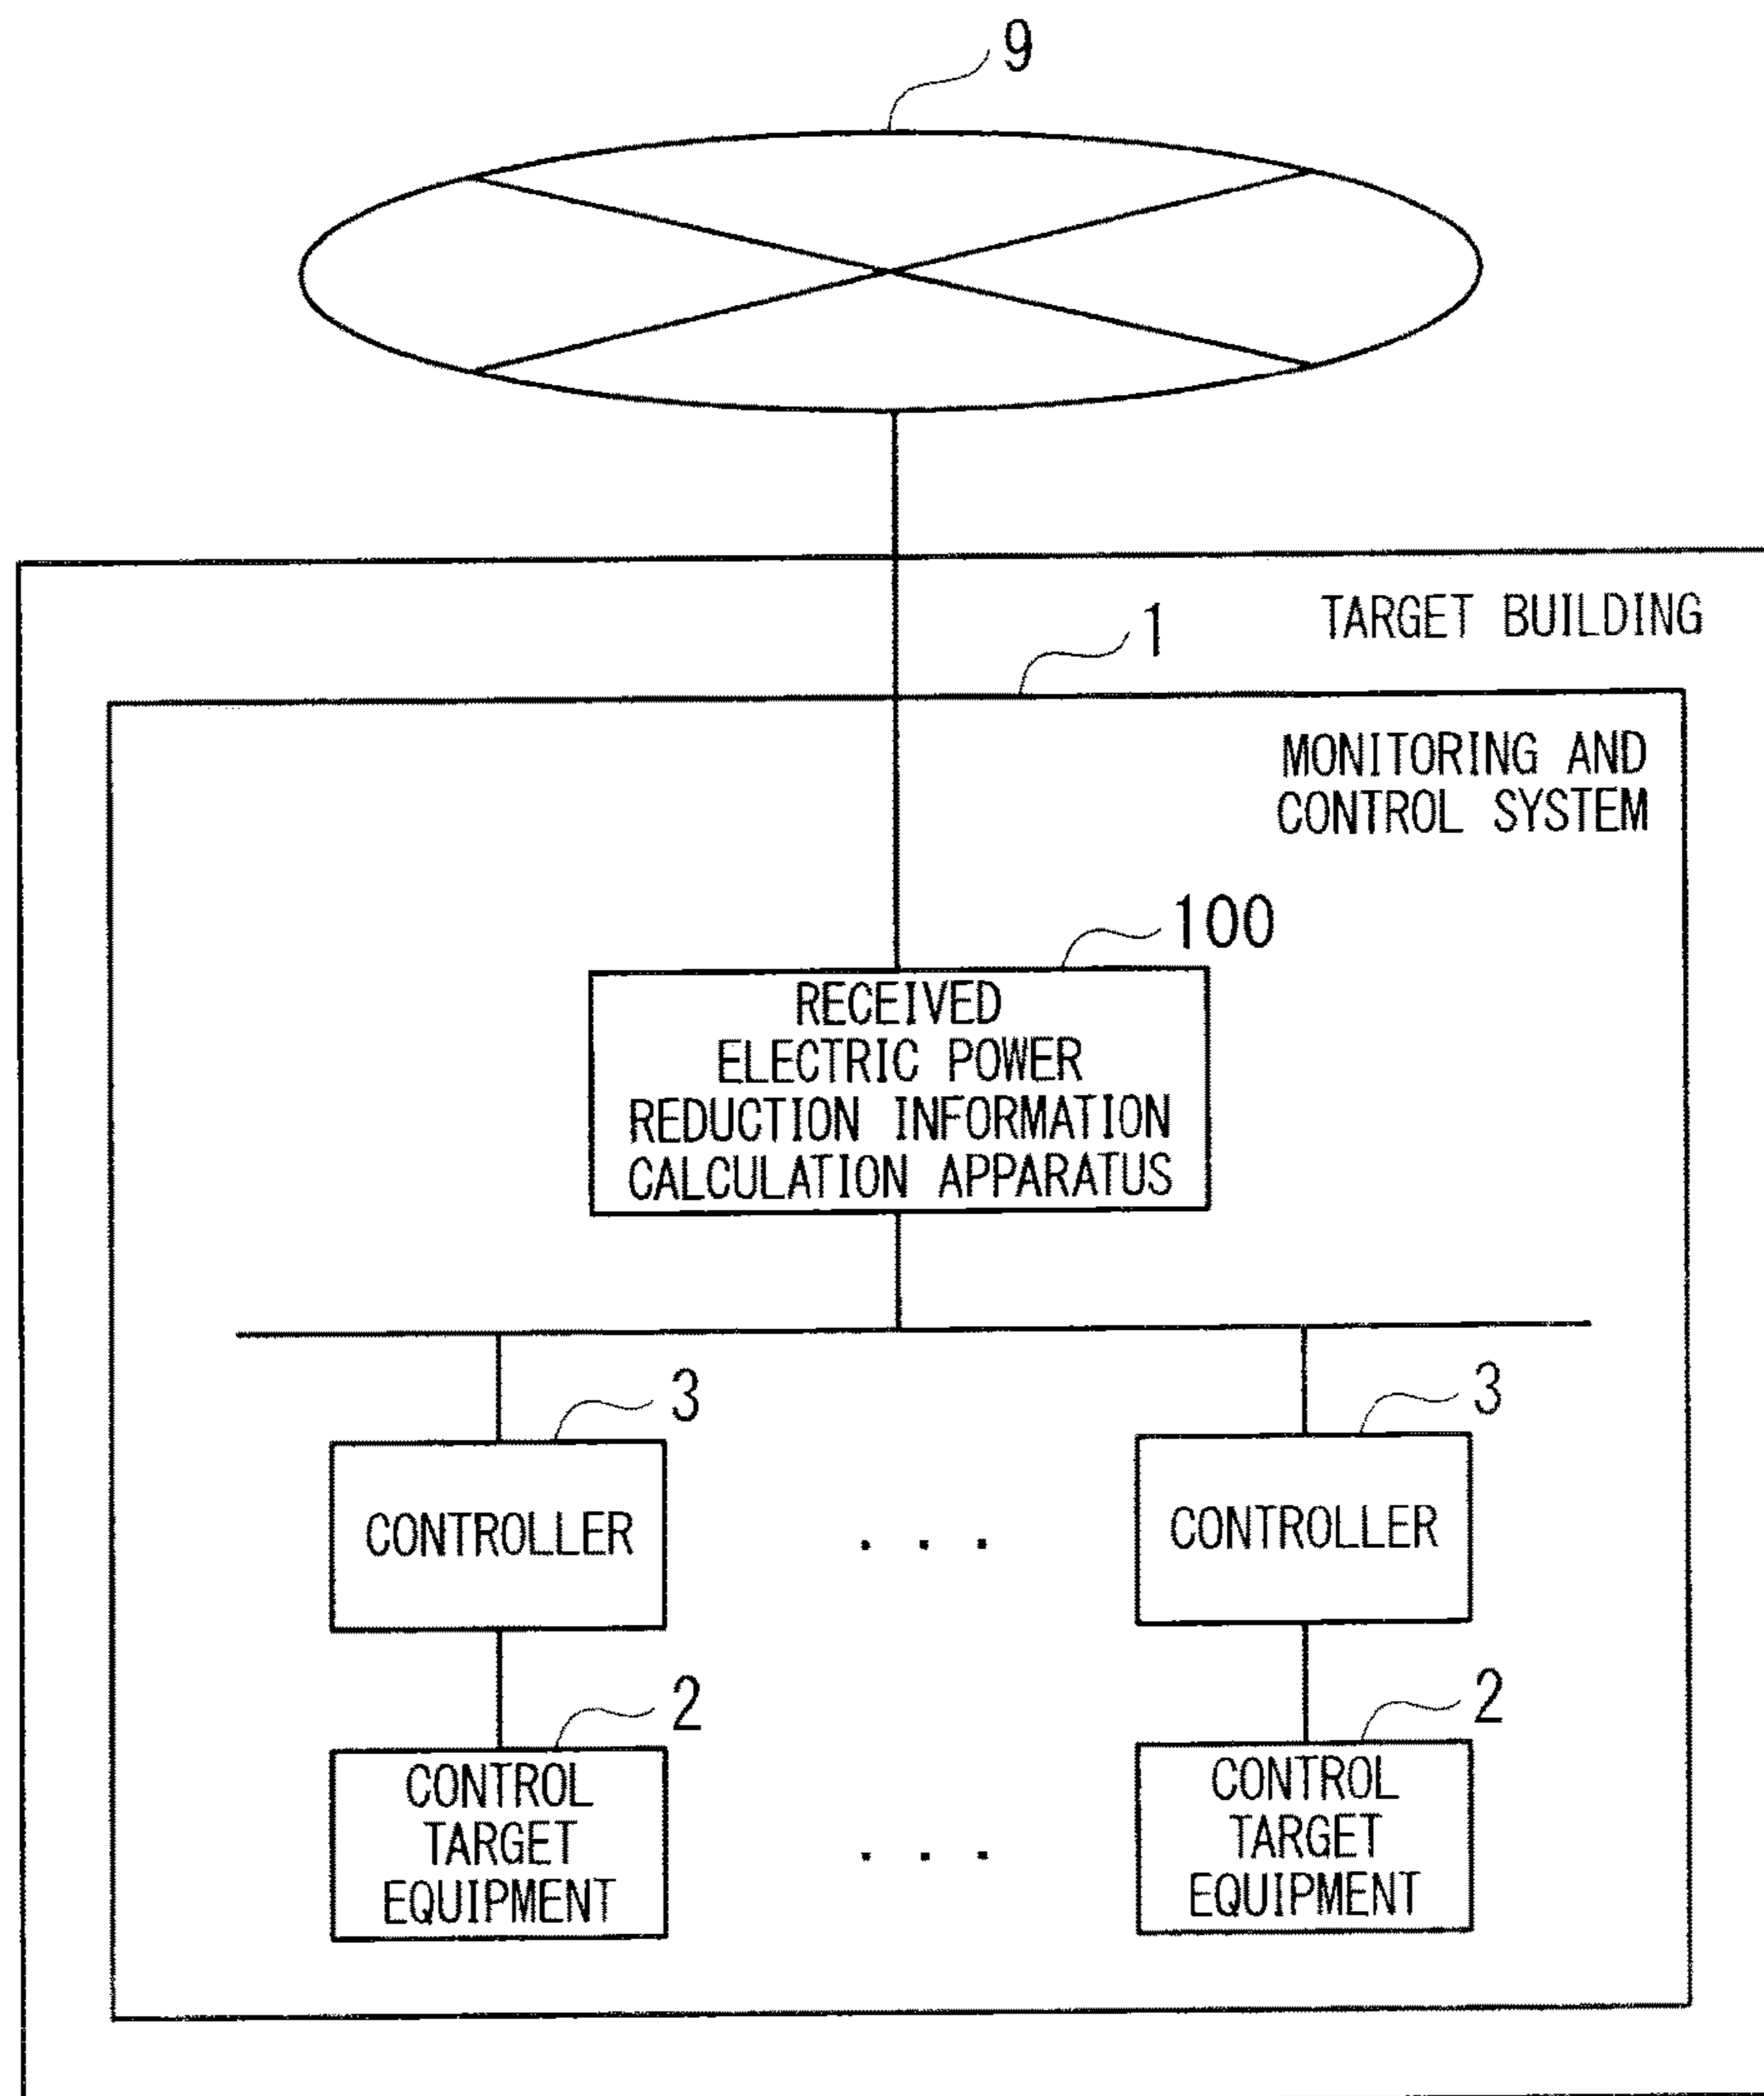 9
TARGET BUILDING
1
MONITORING AND
CONTROL SYSTEM
100
RECEIVED
ELECTRIC POWER
REDUCTION INFORMATION
CALCULATION APPARATUS
3
3
CONTROLLER
. . .
CONTROLLER
2
2
CONTROL
TARGET
EQUIPMENT
. . .
CONTROL
TARGET
EQUIPMENT